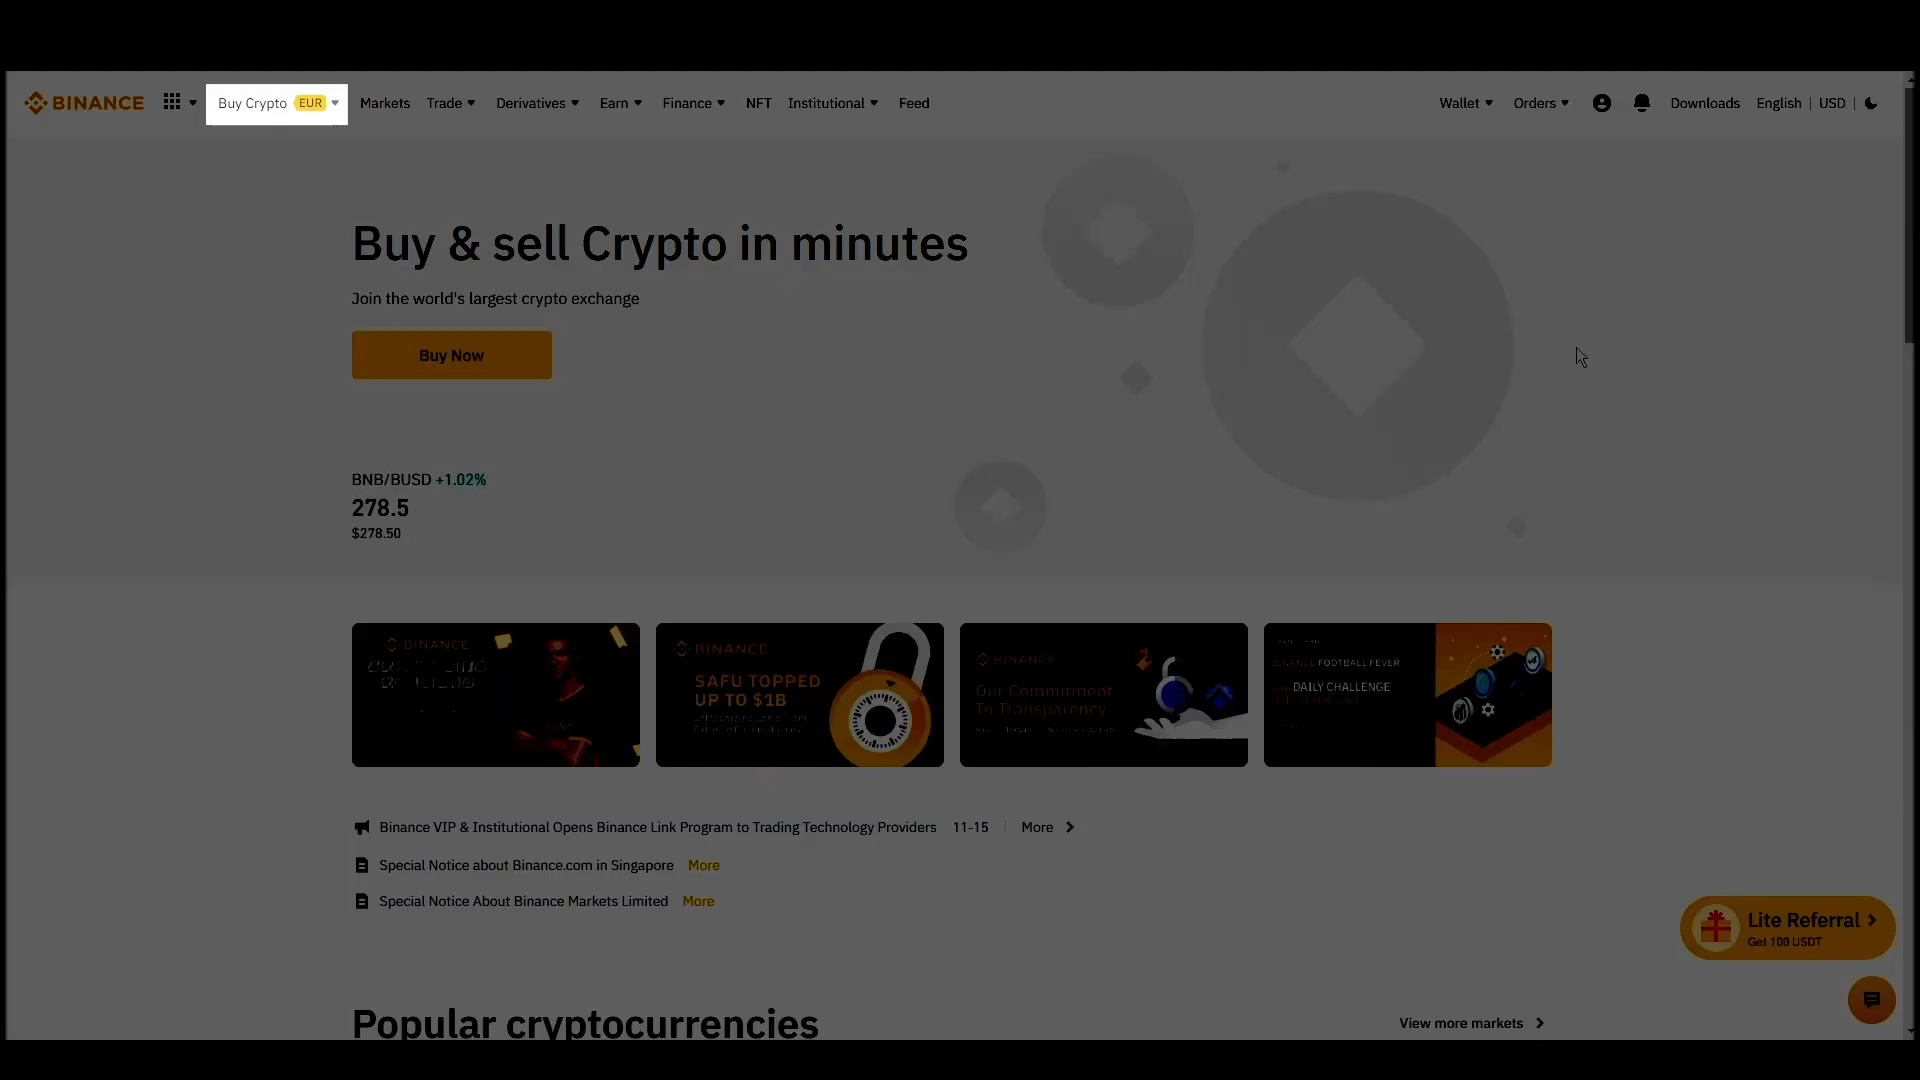 BINANCE
Buy Crypto EUR Markets Trade Derivatives Earn Finance NFT Institutional Feed
Wallet Orders Downloads English | USD
Buy & sell Crypto in minutes
Join the world's largest crypto exchange
Buy Now
BNB/BUSD +1.02%
278.5
$278.50
BINANCE
BINANCE
SAFU TOPPED
UP TO $1B
BINANCE
Our Commitment
To Transparency
FOOTBALL FEVER
DAILY CHALLENGE
Binance VIP & Institutional Opens Binance Link Program to Trading Technology Providers 11-15 More
Special Notice about Binance.com in Singapore More
Special Notice About Binance Markets Limited More
Lite Referral
Get 100 USDT
Popular cryptocurrencies
View more markets